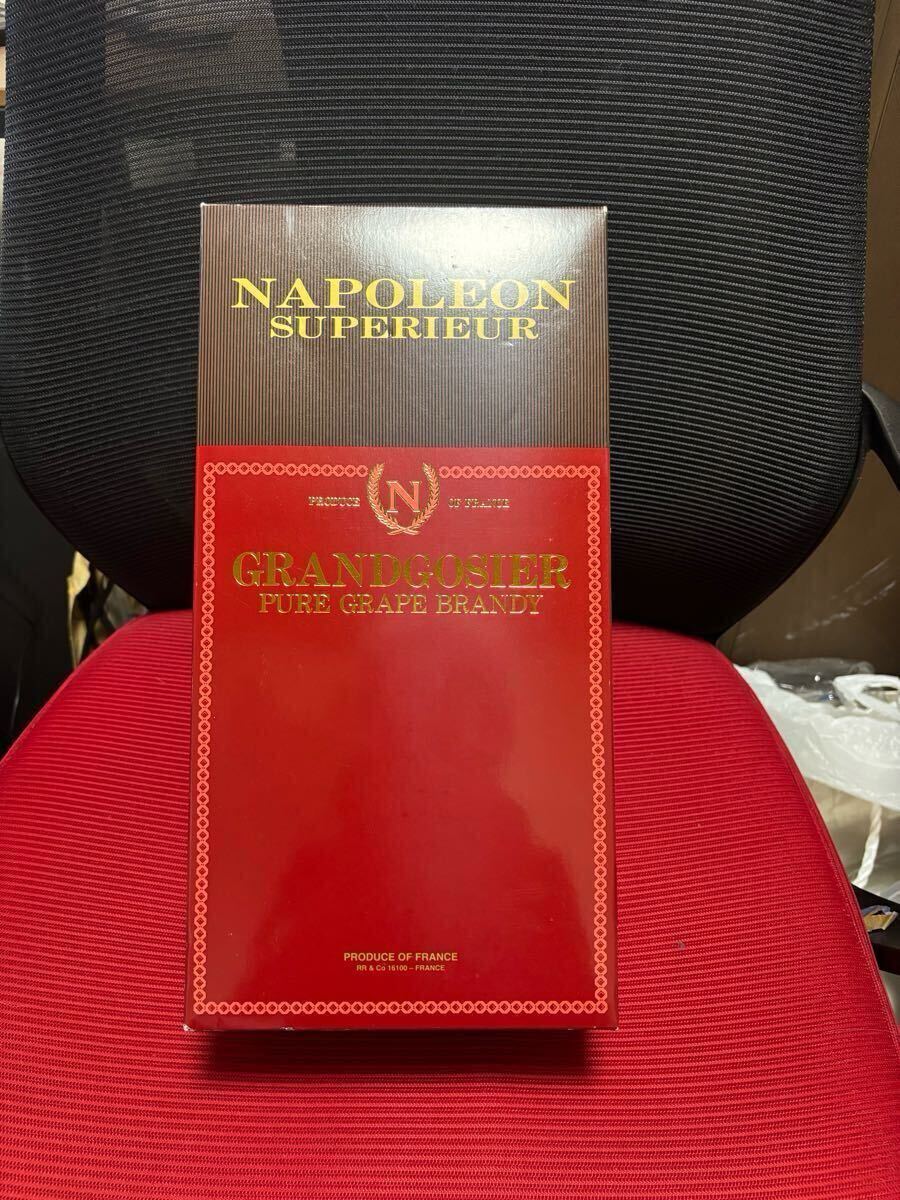 NAPOLEON
SUPERIEUR
PRODUCE N OF FRANCE
GRANDGOSIER
PURE GRAPE BRANDY
PRODUCE OF FRANCE
RR & Co 16100 – FRANCE